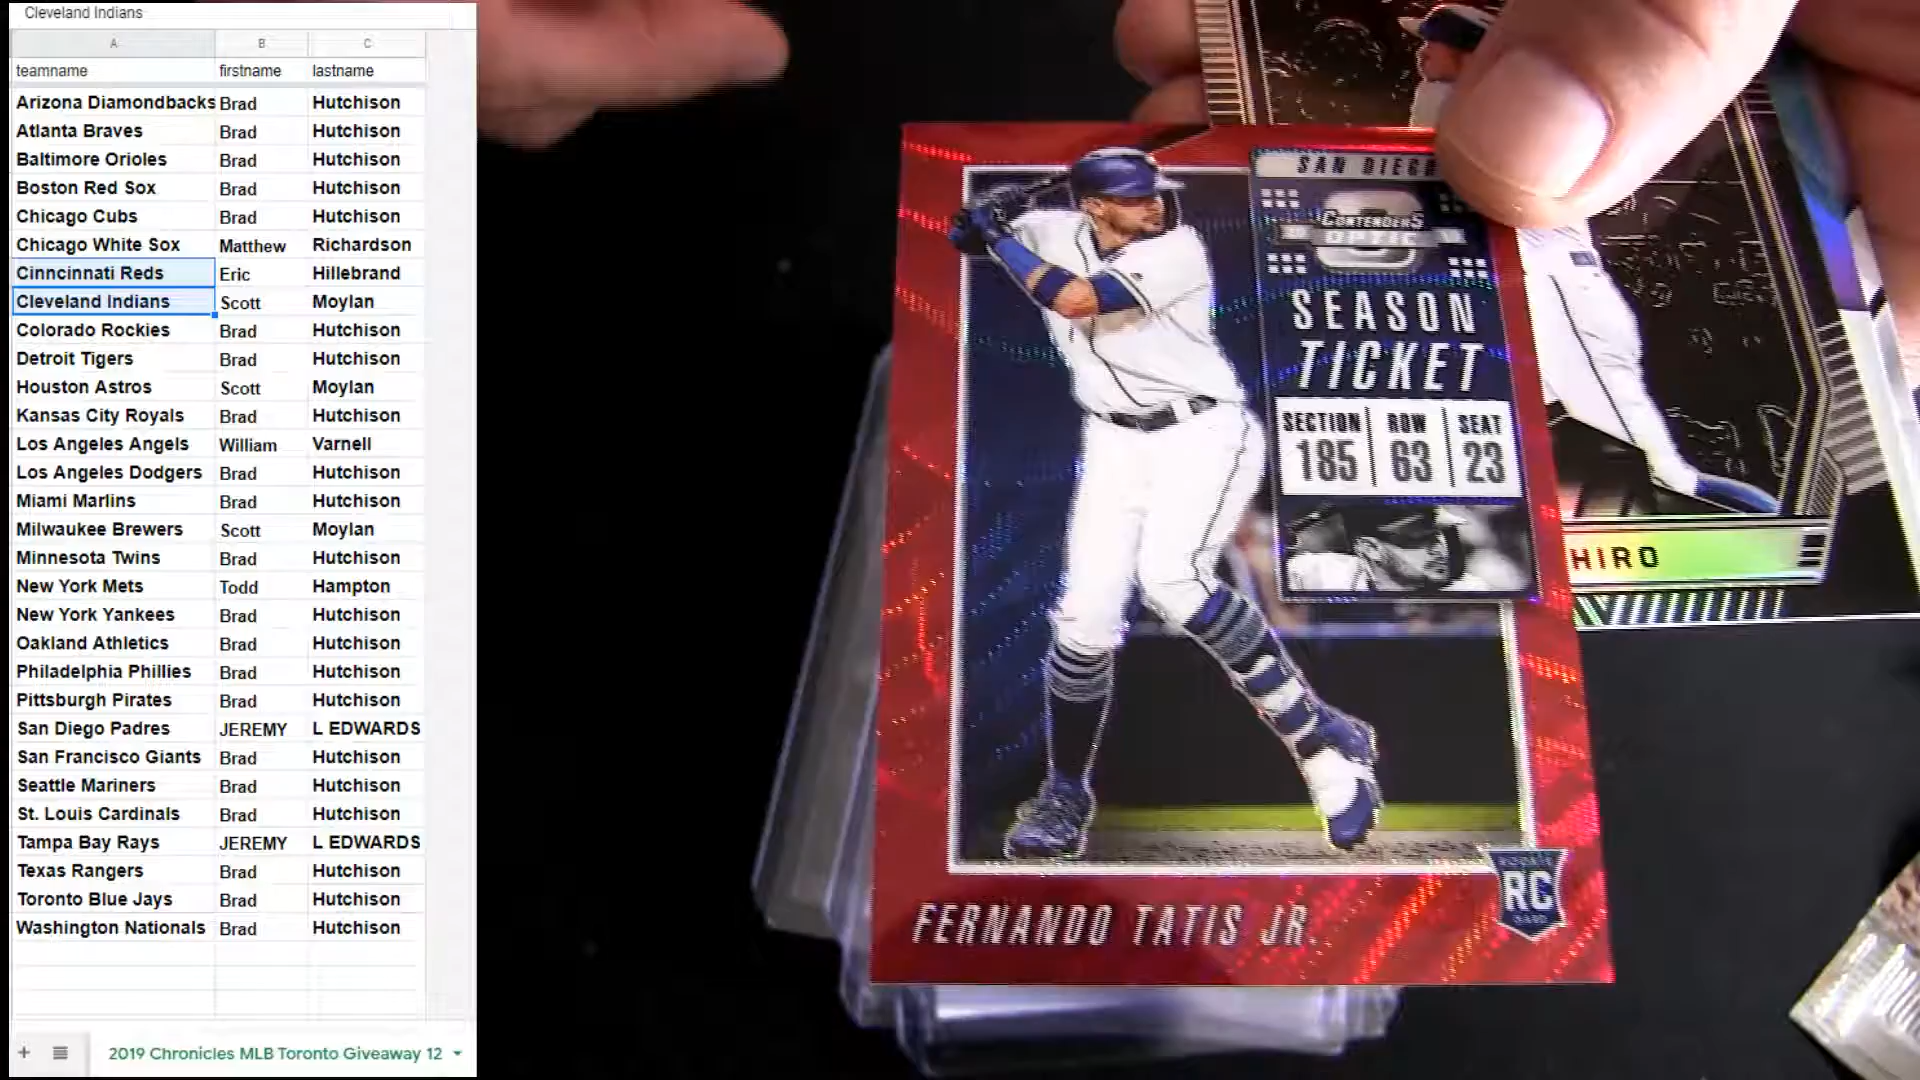 Cleveland Indians
A B C
teamname firstname lastname
Arizona Diamondbacks Brad Hutchison
Atlanta Braves Brad Hutchison
Baltimore Orioles Brad Hutchison
Boston Red Sox Brad Hutchison
Chicago Cubs Brad Hutchison
Chicago White Sox Matthew Richardson
Cinncinnati Reds Eric Hillebrand
Cleveland Indians Scott Moylan
Colorado Rockies Brad Hutchison
Detroit Tigers Brad Hutchison
Houston Astros Scott Moylan
Kansas City Royals Brad Hutchison
Los Angeles Angels William Varnell
Los Angeles Dodgers Brad Hutchison
Miami Marlins Brad Hutchison
Milwaukee Brewers Scott Moylan
Minnesota Twins Brad Hutchison
New York Mets Todd Hampton
New York Yankees Brad Hutchison
Oakland Athletics Brad Hutchison
Philadelphia Phillies Brad Hutchison
Pittsburgh Pirates Brad Hutchison
San Diego Padres JEREMY L EDWARDS
San Francisco Giants Brad Hutchison
Seattle Mariners Brad Hutchison
St. Louis Cardinals Brad Hutchison
Tampa Bay Rays JEREMY L EDWARDS
Texas Rangers Brad Hutchison
Toronto Blue Jays Brad Hutchison
Washington Nationals Brad Hutchison
2019 Chronicles MLB Toronto Giveaway 12
SAN DIEG
CONTENDERS
OPTIC
SEASON
TICKET
SECTION ROW SEAT
185 63 23
HIRO
RC
FERNANDO TATIS JR.